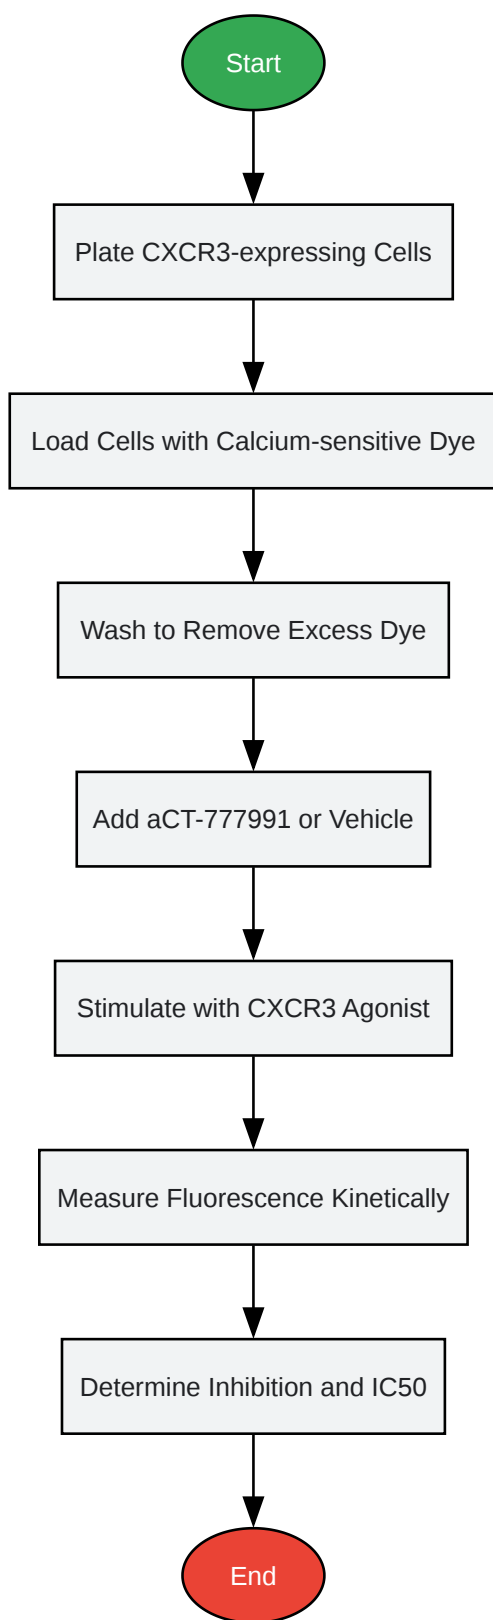 Start
Plate CXCR3-expressing Cells
Load Cells with Calcium-sensitive Dye
Wash to Remove Excess Dye
Add aCT-777991 or Vehicle
Stimulate with CXCR3 Agonist
Measure Fluorescence Kinetically
Determine Inhibition and IC50
End